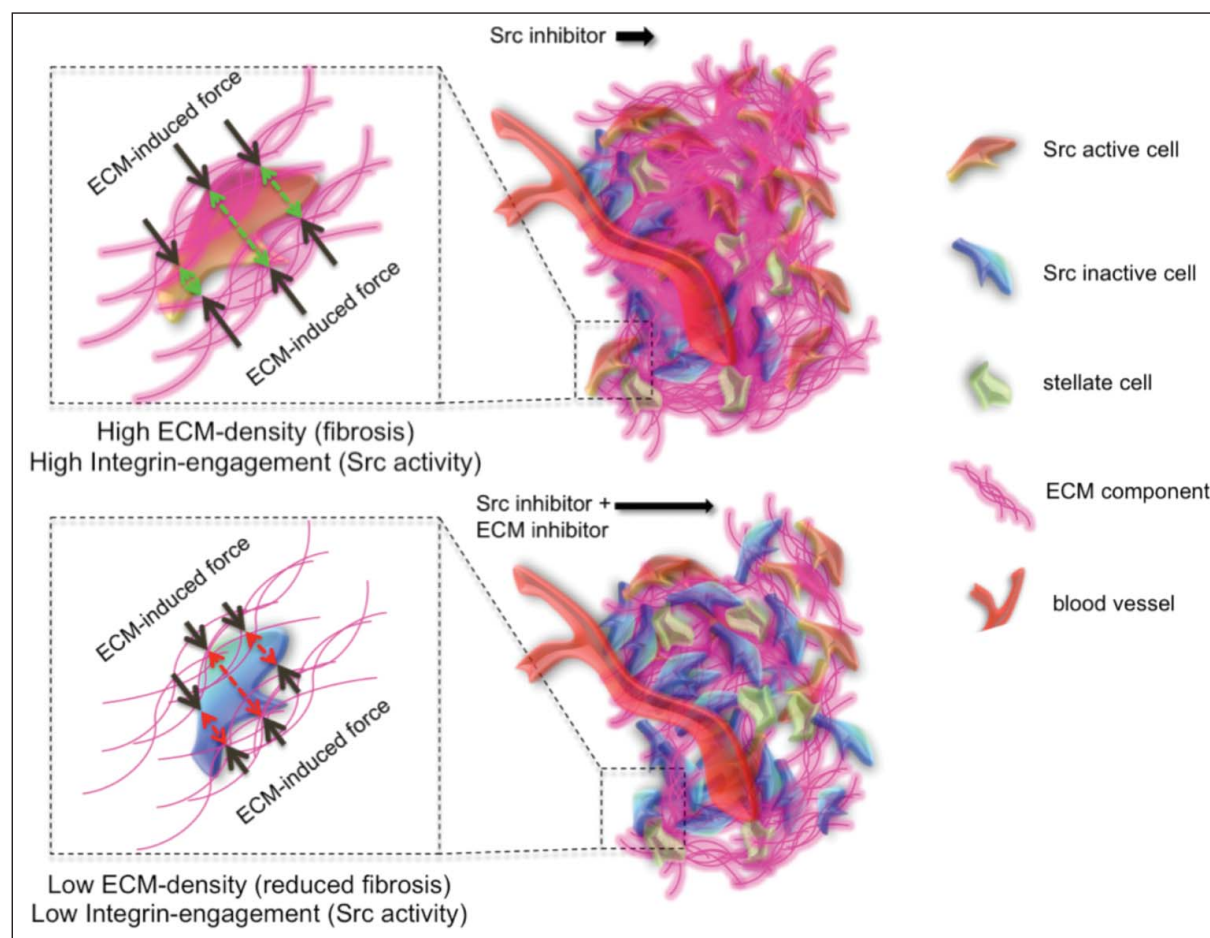 Src inhibitor
ECM-induced force
ECM-induced force
High ECM-density (fibrosis)
High Integrin-engagement (Src activity)
Src inhibitor +
ECM inhibitor
ECM-induced force
ECM-induced force
Low ECM-density (reduced fibrosis)
Low Integrin-engagement (Src activity)
Src active cell
Src inactive cell
stellate cell
ECM component
blood vessel